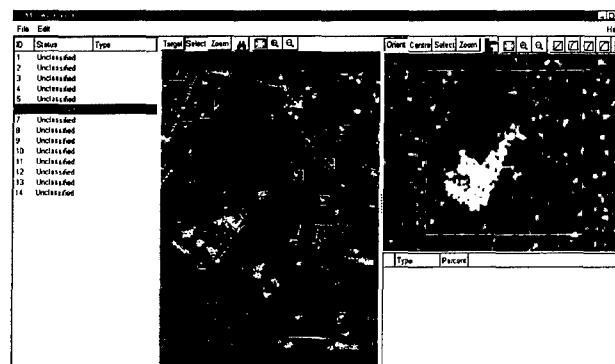 File Edit
ID Status Type
Target Select Zoom
Orient Centre Select Zoom
1 Unclassified
2 Unclassified
3 Unclassified
4 Unclassified
5 Unclassified
7 Unclassified
8 Unclassified
9 Unclassified
10 Unclassified
11 Unclassified
12 Unclassified
13 Unclassified
14 Unclassified
Type Percent